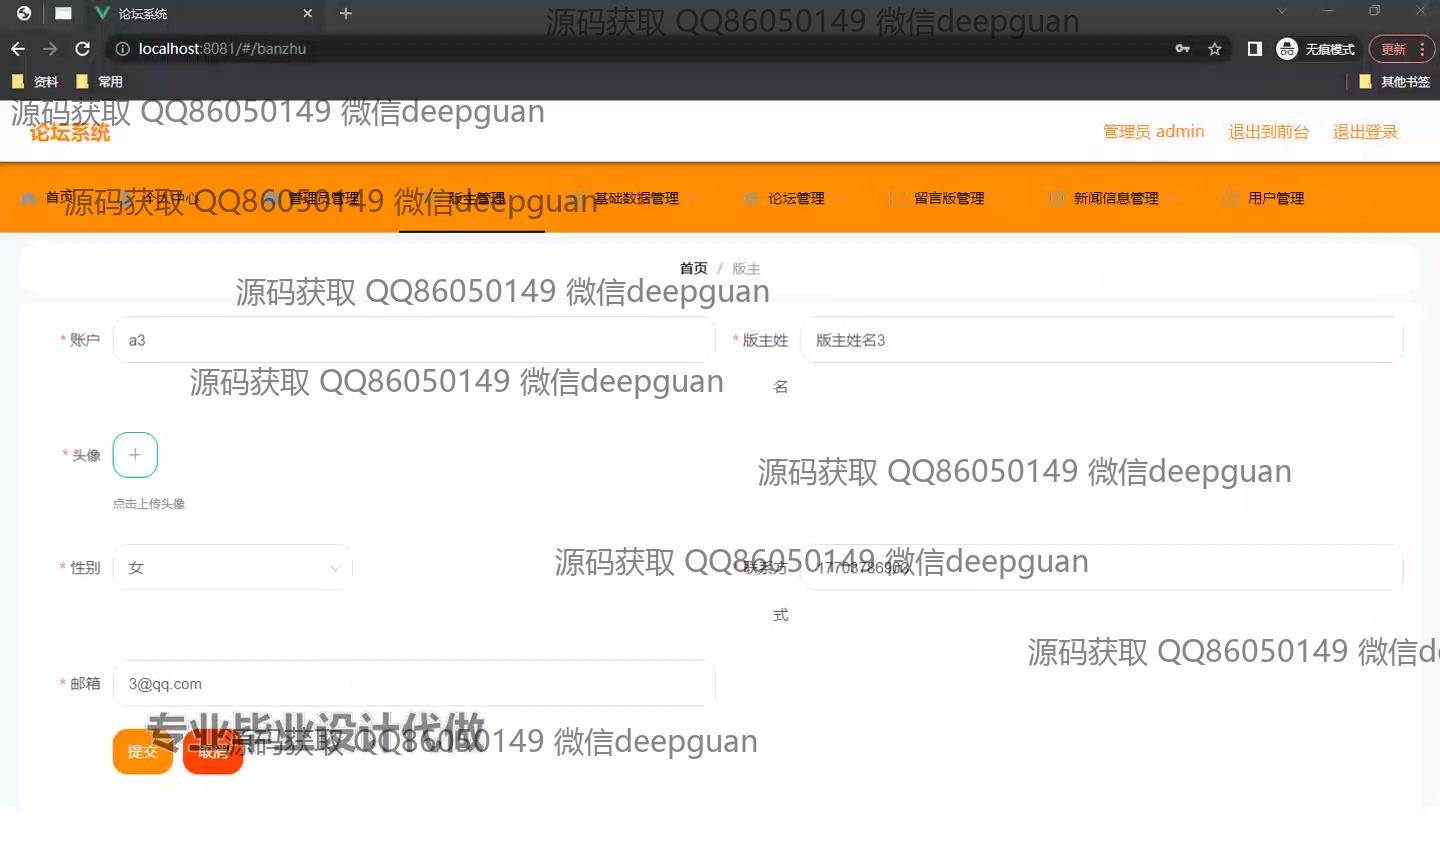 论坛系统
源码获取 QQ86050149 微信deepguan
localhost:8081/#/banzhu
无痕模式
更新
资料
常用
其他书签
源码获取 QQ86050149 微信deepguan
论坛系统
管理员 admin
退出到前台
退出登录
首页
个人中心
管理员管理
版主管理
基础数据管理
论坛管理
留言版管理
新闻信息管理
用户管理
源码获取 QQ86050149 微信deepguan
首页 / 版主
源码获取 QQ86050149 微信deepguan
* 账户
a3
* 版主姓名
版主姓名3
源码获取 QQ86050149 微信deepguan
* 头像
点击上传头像
源码获取 QQ86050149 微信deepguan
* 性别
女
源码获取 QQ86050149 微信deepguan
* 联系方式
源码获取 QQ86050149 微信de
* 邮箱
3@qq.com
专业毕业设计代做
提交
取消
源码获取 QQ86050149 微信deepguan